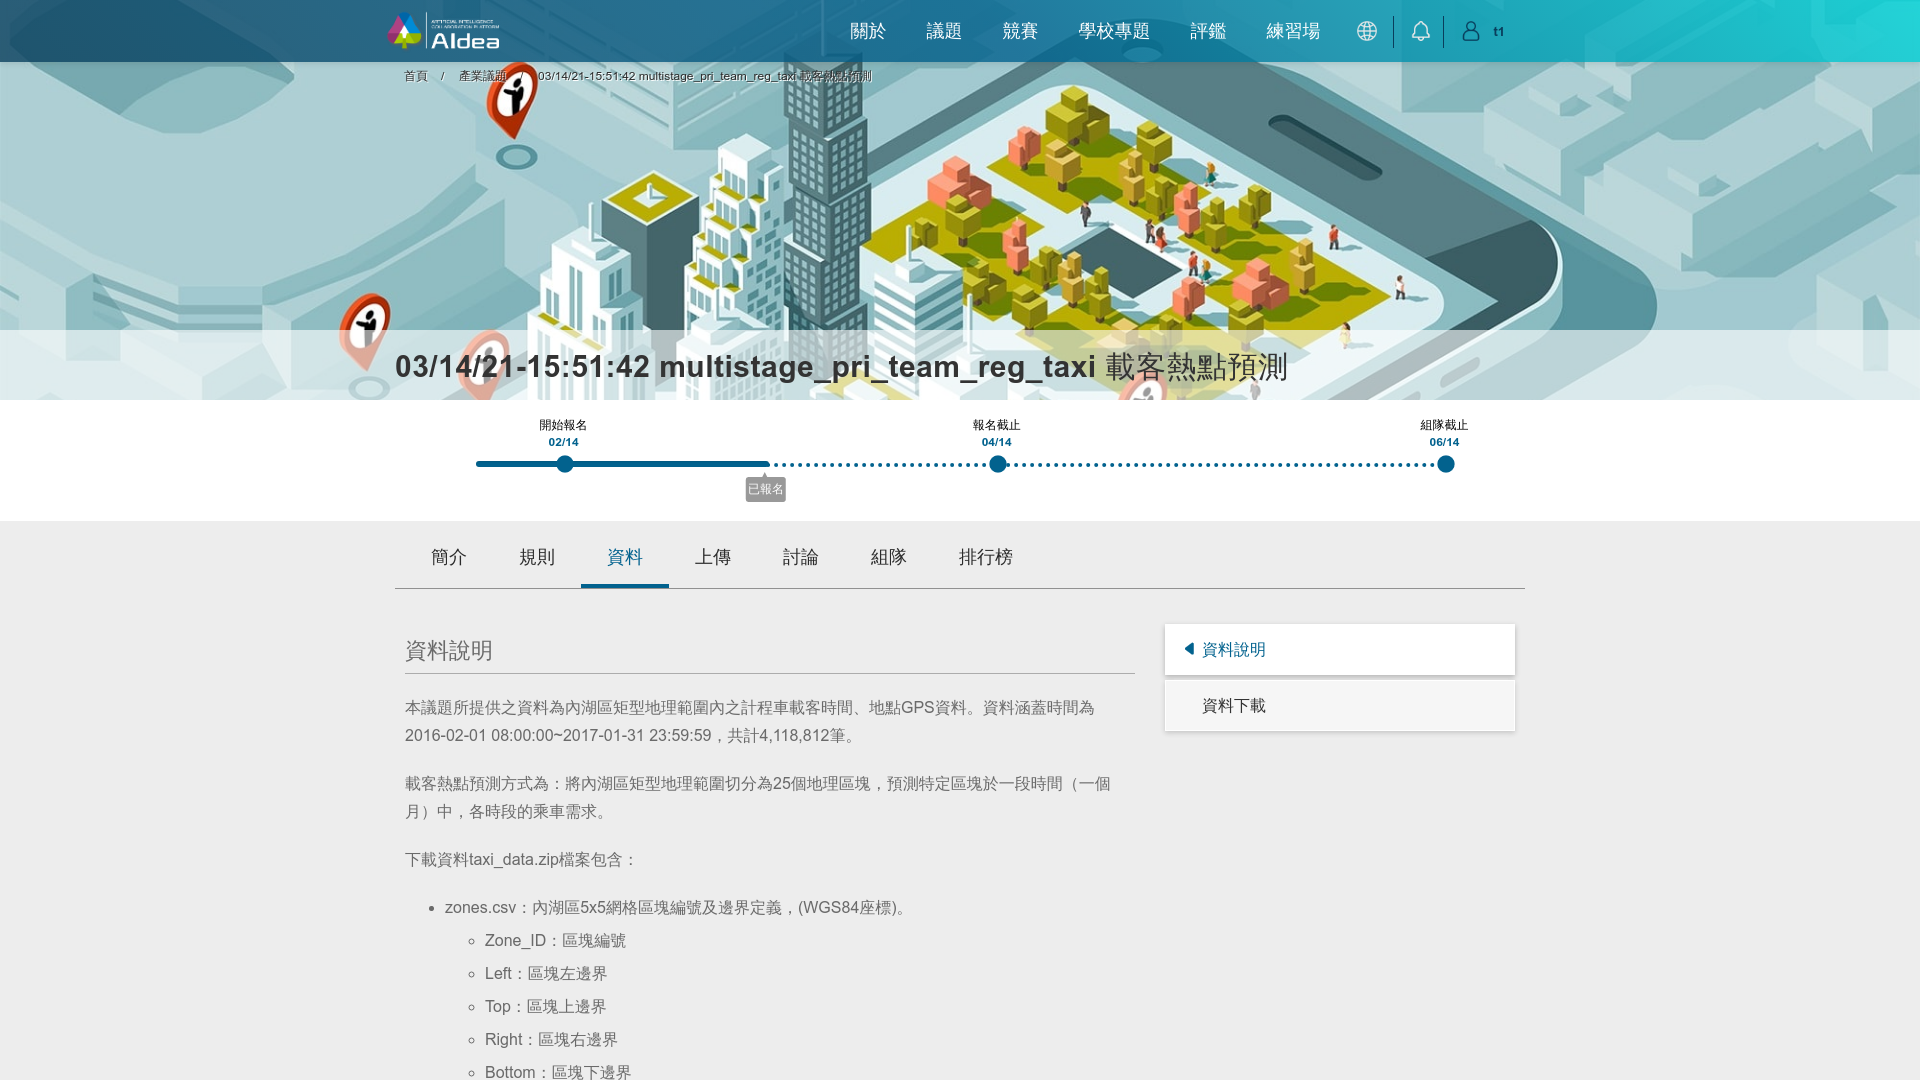 ARTIFICIAL INTELLIGENCE
COLLABORATION PLATFORM
AIdea
關於
議題
競賽
學校專題
評鑑
練習場
t1
首頁 / 產業議題 / 03/14/21-15:51:42 multistage_pri_team_reg_taxi 載客熱點預測
03/14/21-15:51:42 multistage_pri_team_reg_taxi 載客熱點預測
開始報名
02/14
報名截止
04/14
組隊截止
06/14
已報名
簡介
規則
資料
上傳
討論
組隊
排行榜
資料說明
本議題所提供之資料為內湖區矩型地理範圍內之計程車載客時間、地點GPS資料。資料涵蓋時間為
2016-02-01 08:00:00~2017-01-31 23:59:59，共計4,118,812筆。
載客熱點預測方式為：將內湖區矩型地理範圍切分為25個地理區塊，預測特定區塊於一段時間（一個
月）中，各時段的乘車需求。
下載資料taxi_data.zip檔案包含：
zones.csv：內湖區5x5網格區塊編號及邊界定義，(WGS84座標)。
Zone_ID：區塊編號
Left：區塊左邊界
Top：區塊上邊界
Right：區塊右邊界
Bottom：區塊下邊界
資料說明
資料下載